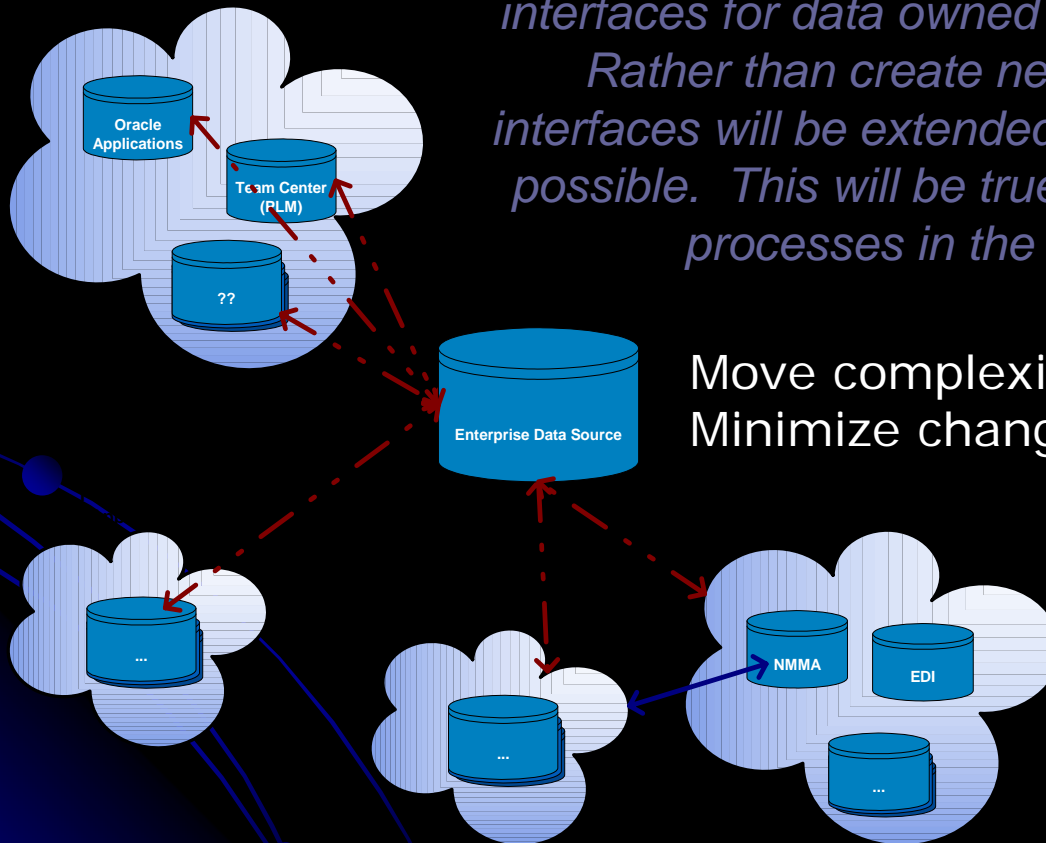 interfaces for data owned
Rather than create ne
interfaces will be extended
possible. This will be true
processes in the
Oracle
Applications
Team Center
(PLM)
??
Move complexi
Minimize chang
Enterprise Data Source
...
...
NMMA
EDI
...